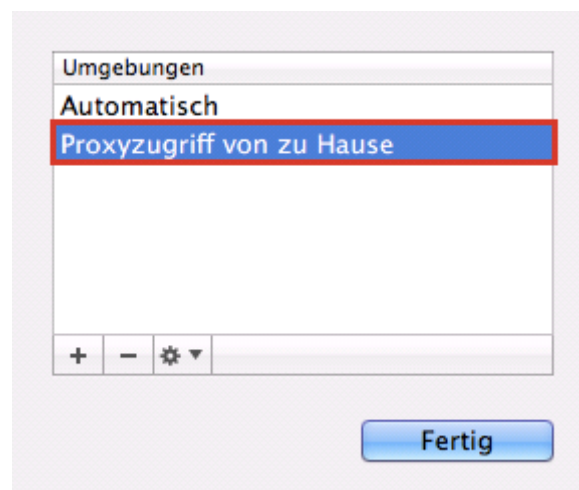 Umgebungen
Automatisch
Proxyzugriff von zu Hause
+ −
Fertig